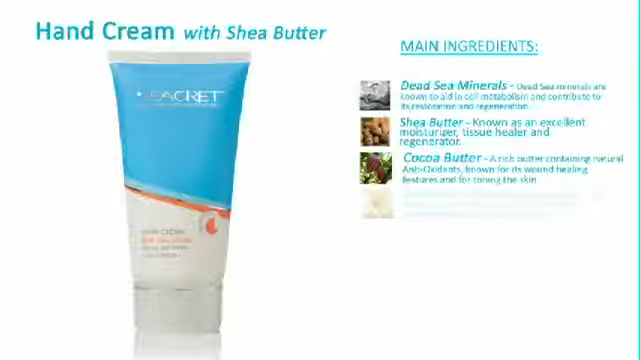 Hand Cream with Shea Butter
MAIN INGREDIENTS:
Dead Sea Minerals - Dead Sea minerals are
known to aid in cell metabolism and contribute to
its restoration and regeneration.
Shea Butter - Known as an excellent
moisturizer, tissue healer and
regenerator.
Cocoa Butter - A rich butter containing natural
Anti-Oxidants, known for its wound healing
features and for toning the skin
SEACRET
HAND CREAM